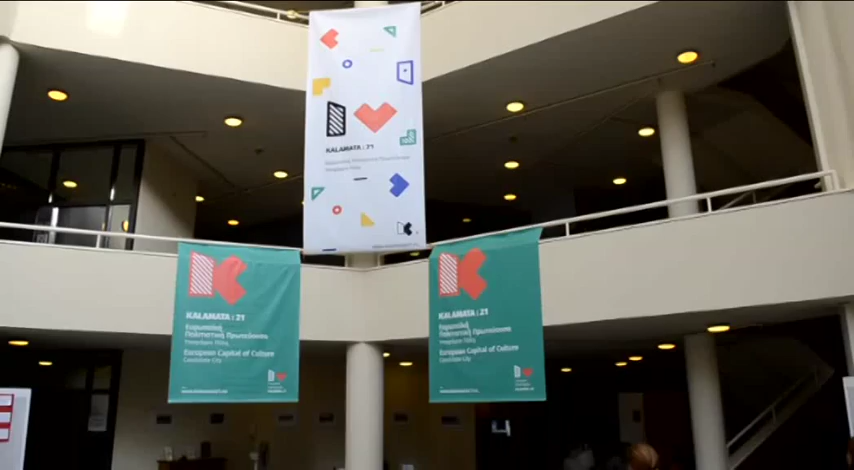 KALAMATA : 21
KALAMATA : 21
Ευρωπαϊκή
Πολιτιστική Πρωτεύουσα
Υποψήφια Πόλη
European Capital of Culture
Candidate City
KALAMATA : 21
Ευρωπαϊκή
Πολιτιστική Πρωτεύουσα
Υποψήφια Πόλη
European Capital of Culture
Candidate City